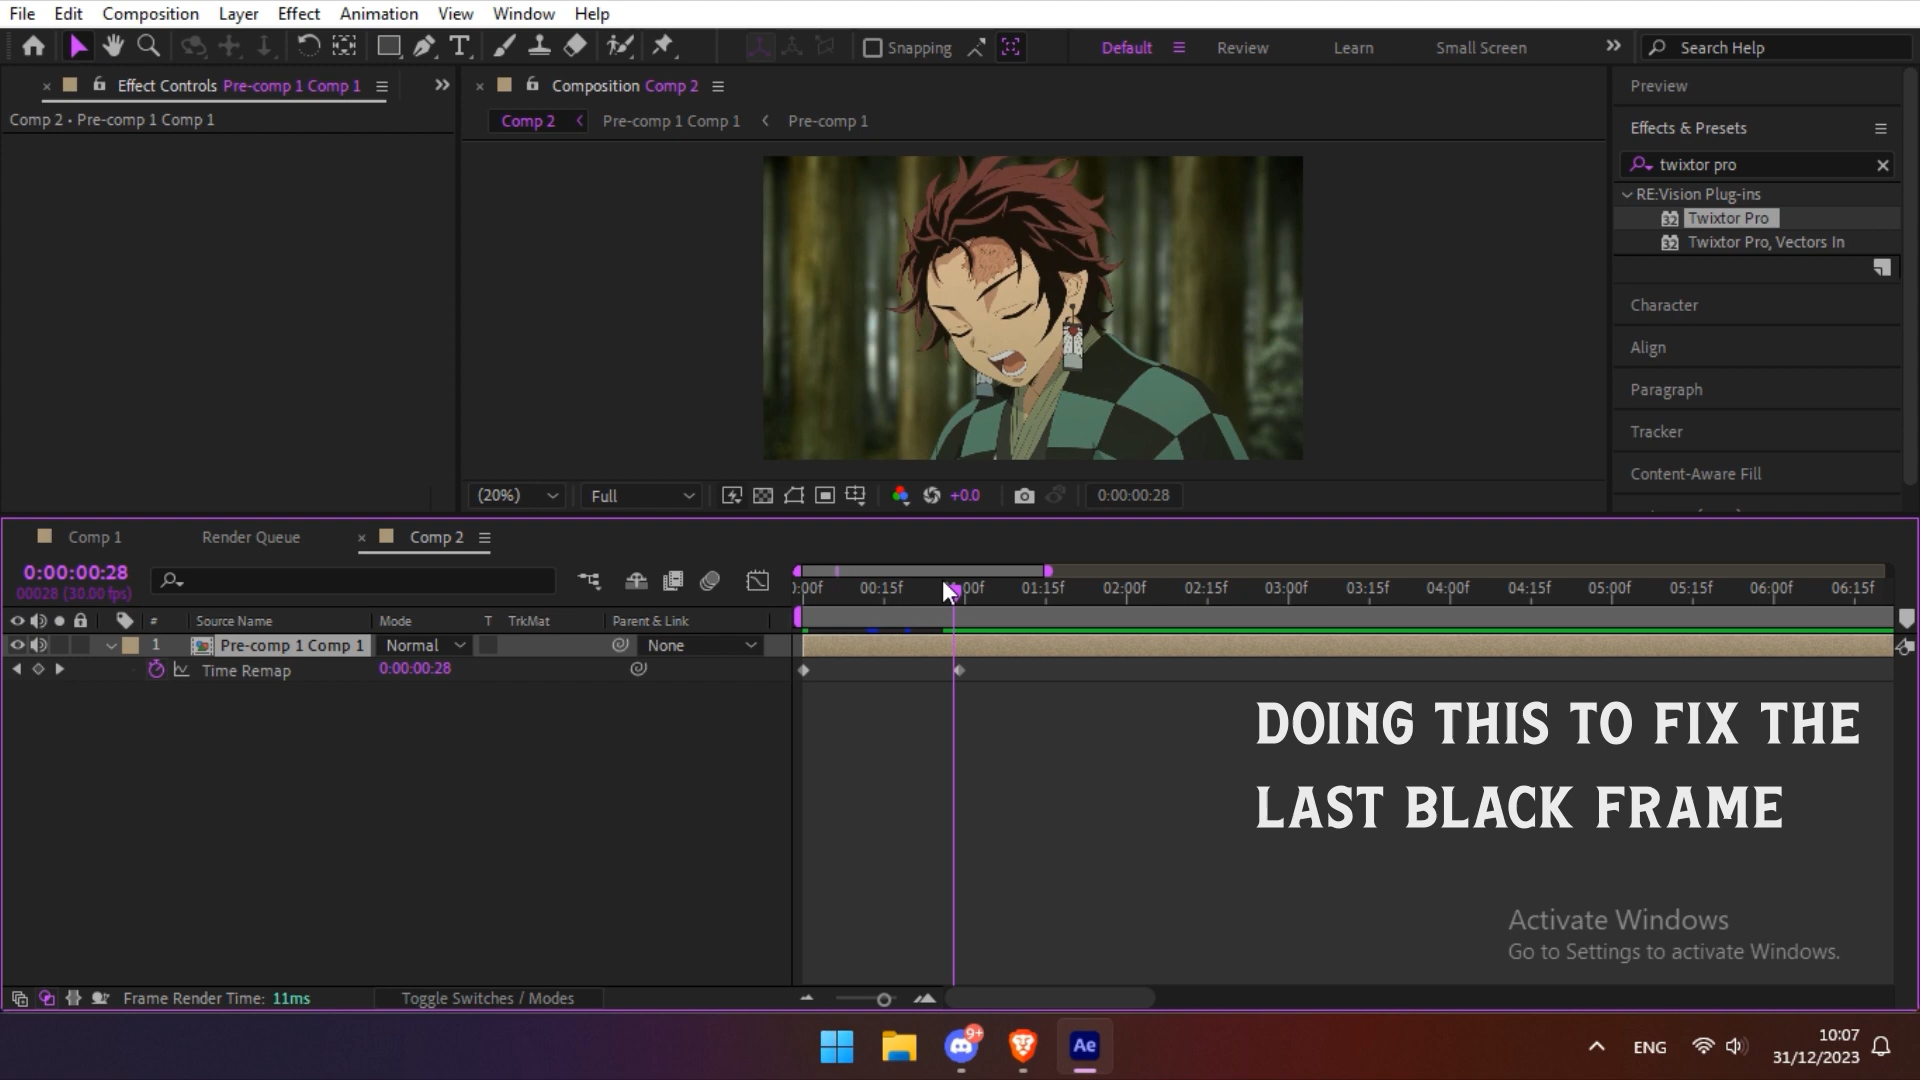 File Edit Composition Layer Effect Animation View Window Help
Snapping Default Review Learn Small Screen Search Help
Effect Controls Pre-comp 1 Comp 1
Comp 2 • Pre-comp 1 Comp 1
Composition Comp 2
Comp 2 Pre-comp 1 Comp 1 Pre-comp 1
(20%) Full +0.0 0:00:00:28
Preview
Effects & Presets
twixtor pro
RE:Vision Plug-ins
32 Twixtor Pro
32 Twixtor Pro, Vectors In
Character
Align
Paragraph
Tracker
Content-Aware Fill
Comp 1 Render Queue Comp 2
0:00:00:28
00028 (30.00 fps)
):00f 00:15f 00f 01:15f 02:00f 02:15f 03:00f 03:15f 04:00f 04:15f 05:00f 05:15f 06:00f 06:15f
# Source Name Mode T TrkMat Parent & Link
1 Pre-comp 1 Comp 1 Normal None
Time Remap 0:00:00:28
DOING THIS TO FIX THE
LAST BLACK FRAME
Activate Windows
Go to Settings to activate Windows.
Frame Render Time: 11ms Toggle Switches / Modes
9+ Ae ENG 10:07
31/12/2023